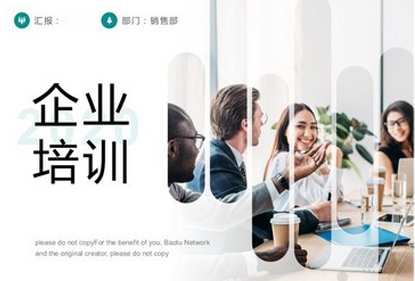 汇报：
部门：销售部
2020
企业
培训
please do not copyFor the benefit of you, Baotu Network
and the original creator, please do not copy